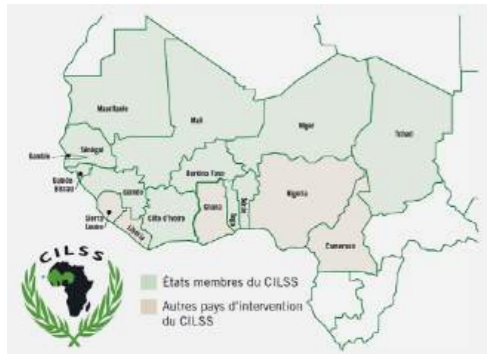 Mauritanie
Mali
Niger
Tchad
Sénégal
Gambie
Guinée
Bissau
Guinée
Burkina Faso
Sierra
Leone
Libéria
Côte d'Ivoire
Ghana
Togo
Bénin
Nigeria
Cameroun
CILSS
États membres du CILSS
Autres pays d'intervention
du CILSS